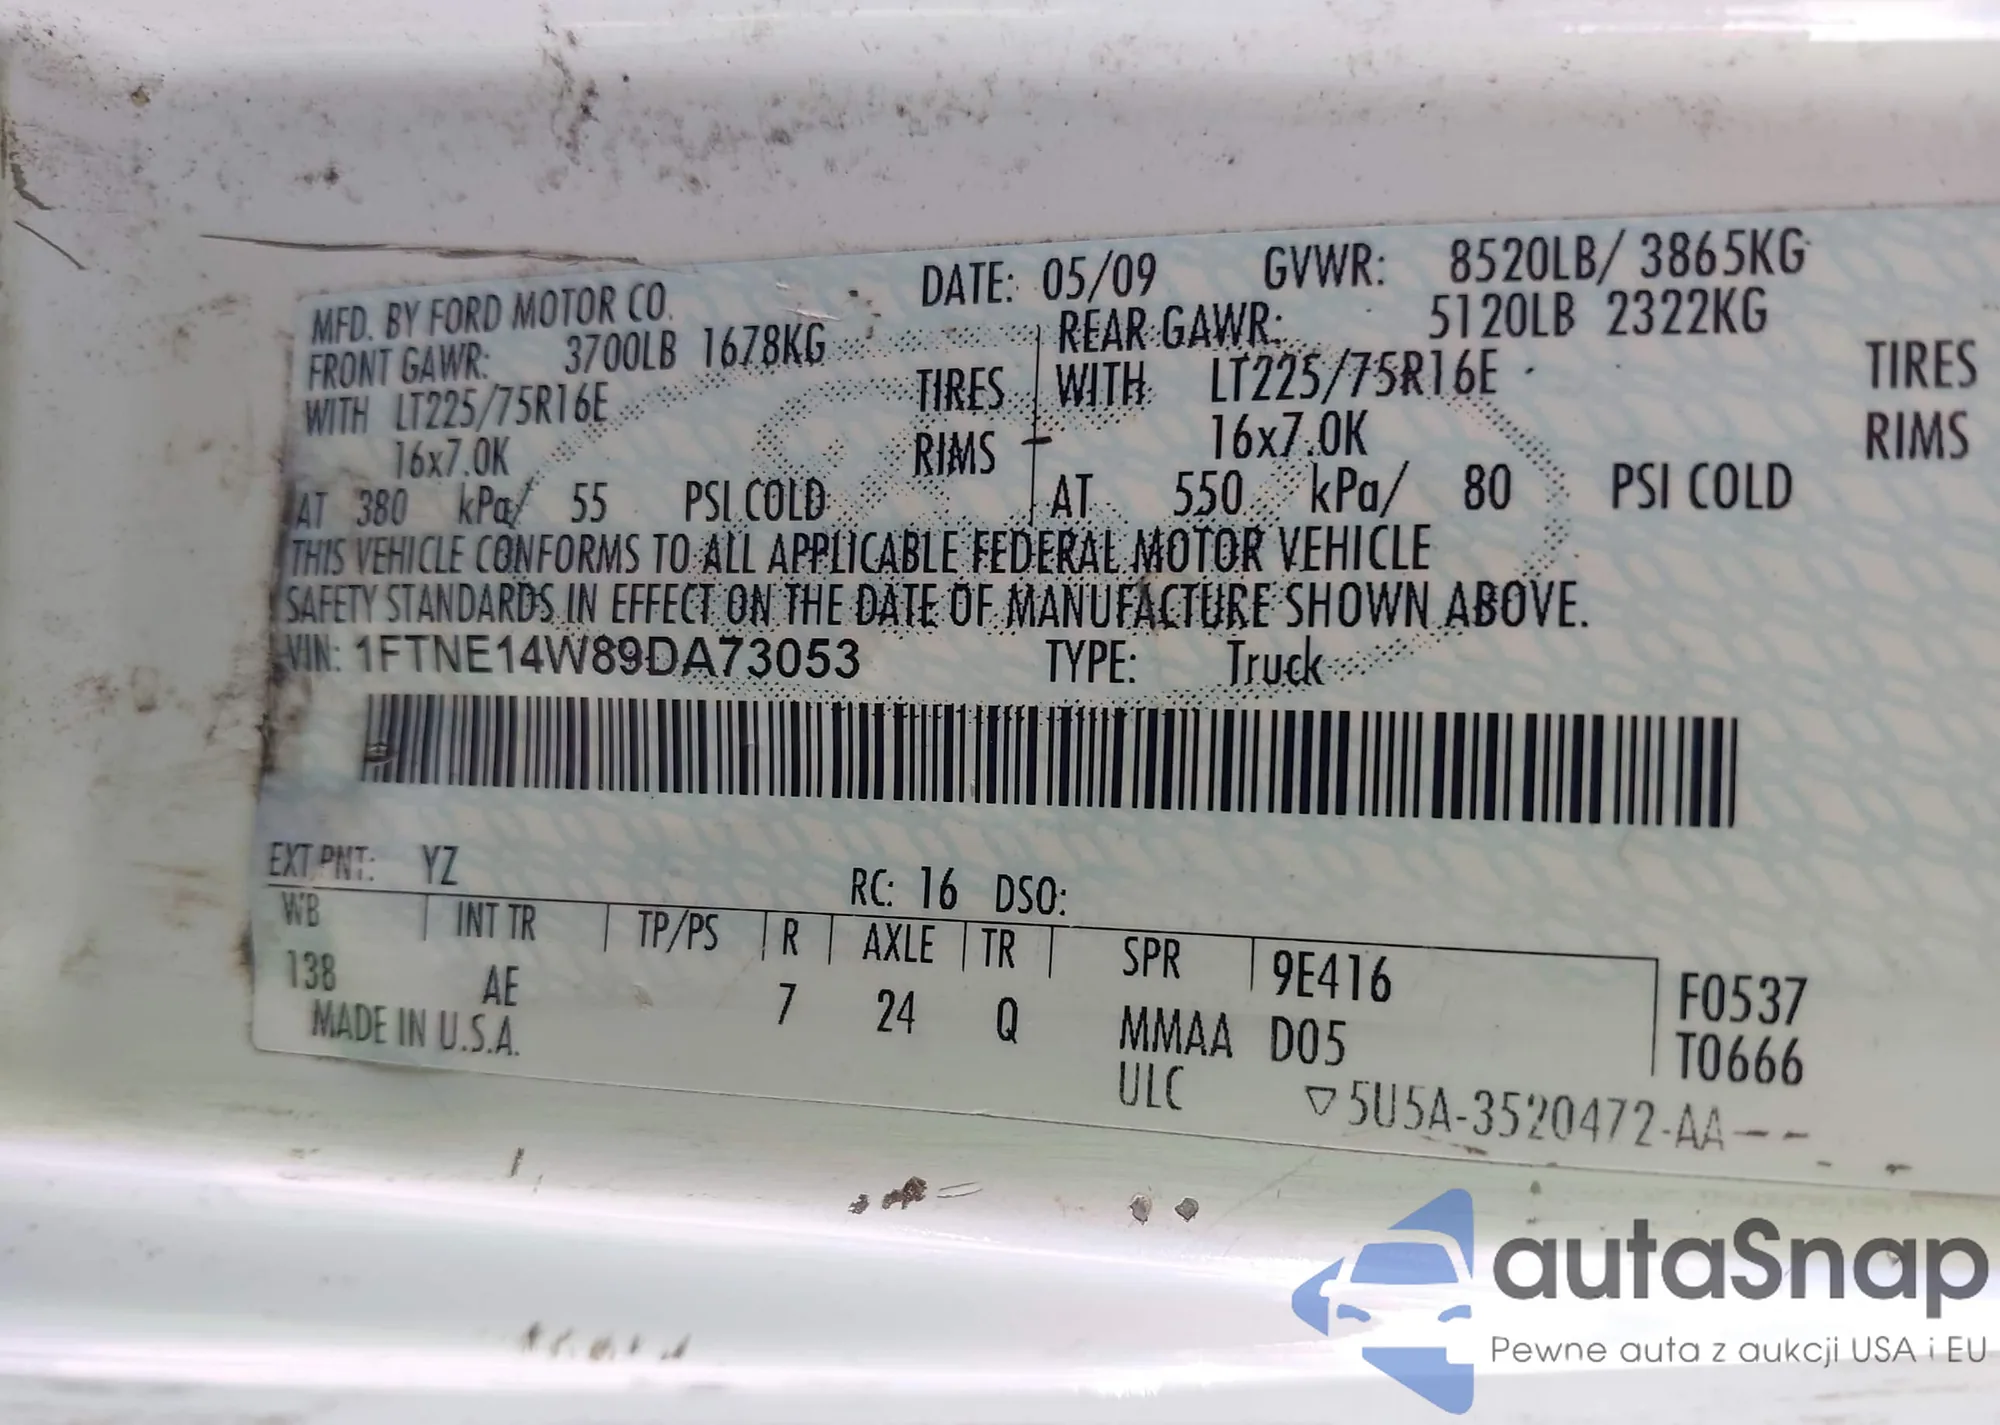 MFD. BY FORD MOTOR CO. DATE: 05/09 GVWR: 8520LB/ 3865KG
FRONT GAWR: 3700LB 1678KG REAR GAWR: 5120LB 2322KG
WITH LT225/75R16E TIRES WITH LT225/75R16E TIRES
16x7.0K RIMS 16x7.0K RIMS
AT 380 kPa/ 55 PSI COLD AT 550 kPa/ 80 PSI COLD
THIS VEHICLE CONFORMS TO ALL APPLICABLE FEDERAL MOTOR VEHICLE
SAFETY STANDARDS IN EFFECT ON THE DATE OF MANUFACTURE SHOWN ABOVE.
VIN: 1FTNE14W89DA73053 TYPE: Truck
EXT PNT: YZ RC: 16 DSO:
WB INT TR TP/PS R AXLE TR SPR 9E416 F0537
138 AE 7 24 Q MMAA D05 T0666
MADE IN U.S.A. ULC ▽5U5A-3520472-AA--
autaSnap
Pewne auta z aukcji USA i EU